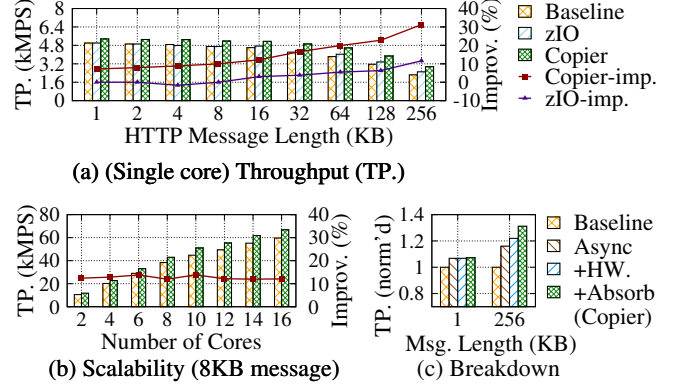 8 6.4 4.8 3.2 1.6 0
TP. (kMPS)
40 30 20 10 0 -10
Improv. (%)
Baseline
zIO
Copier
Copier-imp.
zIO-imp.
1 2 4 8 16 32 64 128 256
HTTP Message Length (KB)
(a) (Single core) Throughput (TP.)
80 60 40 20 0
TP. (kMPS)
40 30 20 10 0
Improv. (%)
2 4 6 8 10 12 14 16
Number of Cores
(b) Scalability (8KB message)
1.4 1.2 1 0.8
TP. (norm'd)
1 256
Msg. Length (KB)
Baseline
Async
+HW.
+Absorb
(Copier)
(c) Breakdown